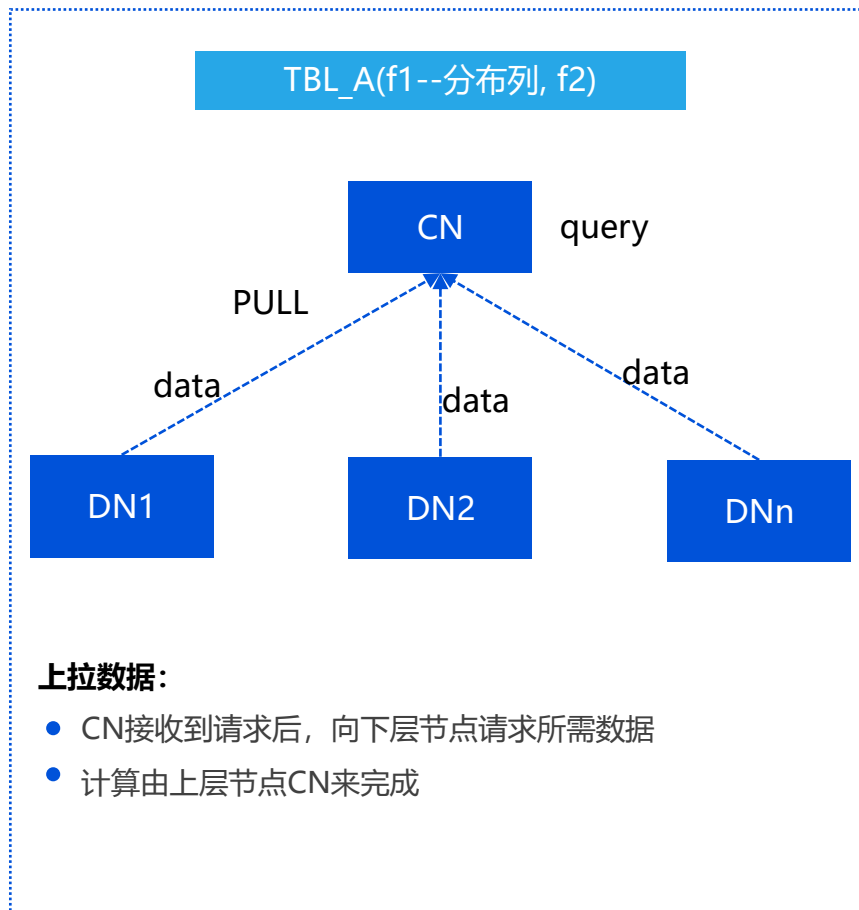 TBL_A(f1--分布列, f2)
CN
query
PULL
data
data
data
DN1
DN2
DNn
上拉数据：
CN接收到请求后，向下层节点请求所需数据
计算由上层节点CN来完成